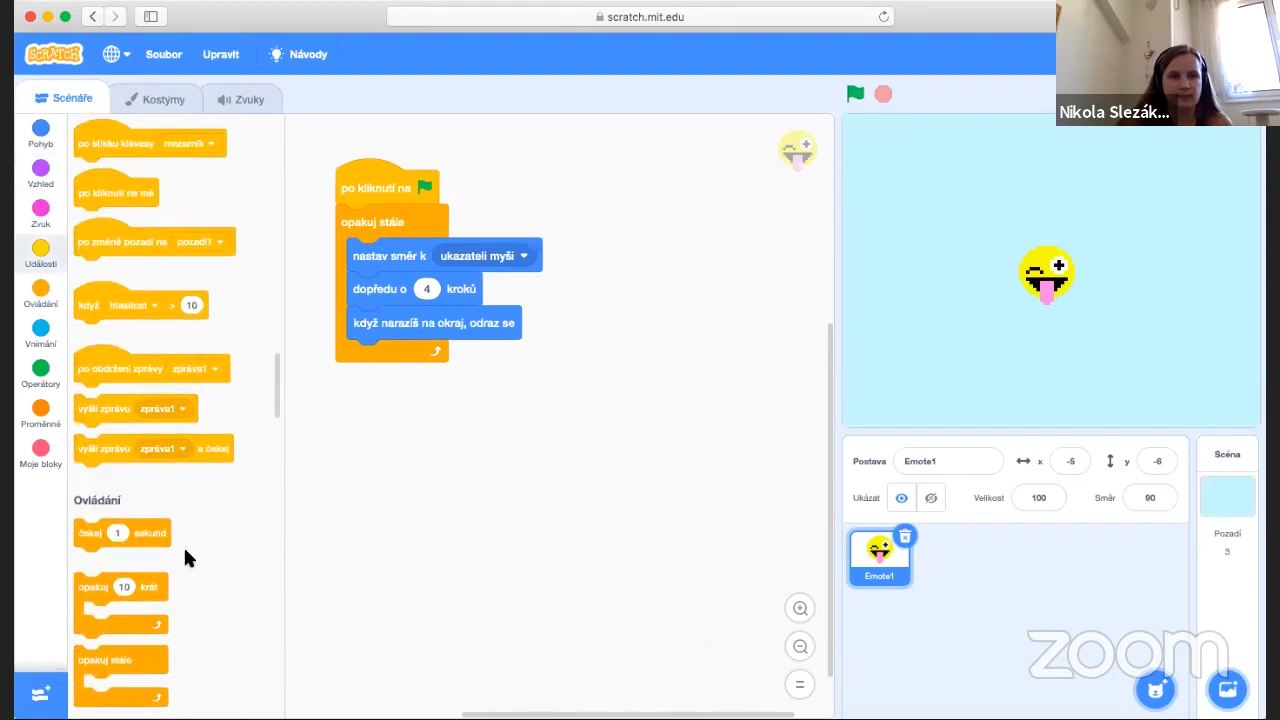 scratch.mit.edu
SCRATCH
Soubor
Upravit
Návody
Nikola Slezák...
Scénáře
Kostýmy
Zvuky
Pohyb
Vzhled
Zvuk
Události
Ovládání
Vnímání
Operátory
Proměnné
Moje bloky
po stisku klávesy mezerník
po kliknutí na mě
po změně pozadí na pozadí1
když hlasitost > 10
po obdržení zprávy zpráva1
vyšli zprávu zpráva1
vyšli zprávu zpráva1 a čekej
Ovládání
čekej 1 sekund
opakuj 10 krát
opakuj stále
po kliknutí na
opakuj stále
nastav směr k ukazateli myši
dopředu o 4 kroků
když narazíš na okraj, odraz se
Postava Emote1 x -5 y -6
Ukázat Velikost 100 Směr 90
Emote1
Scéna
Pozadí
3
zoom